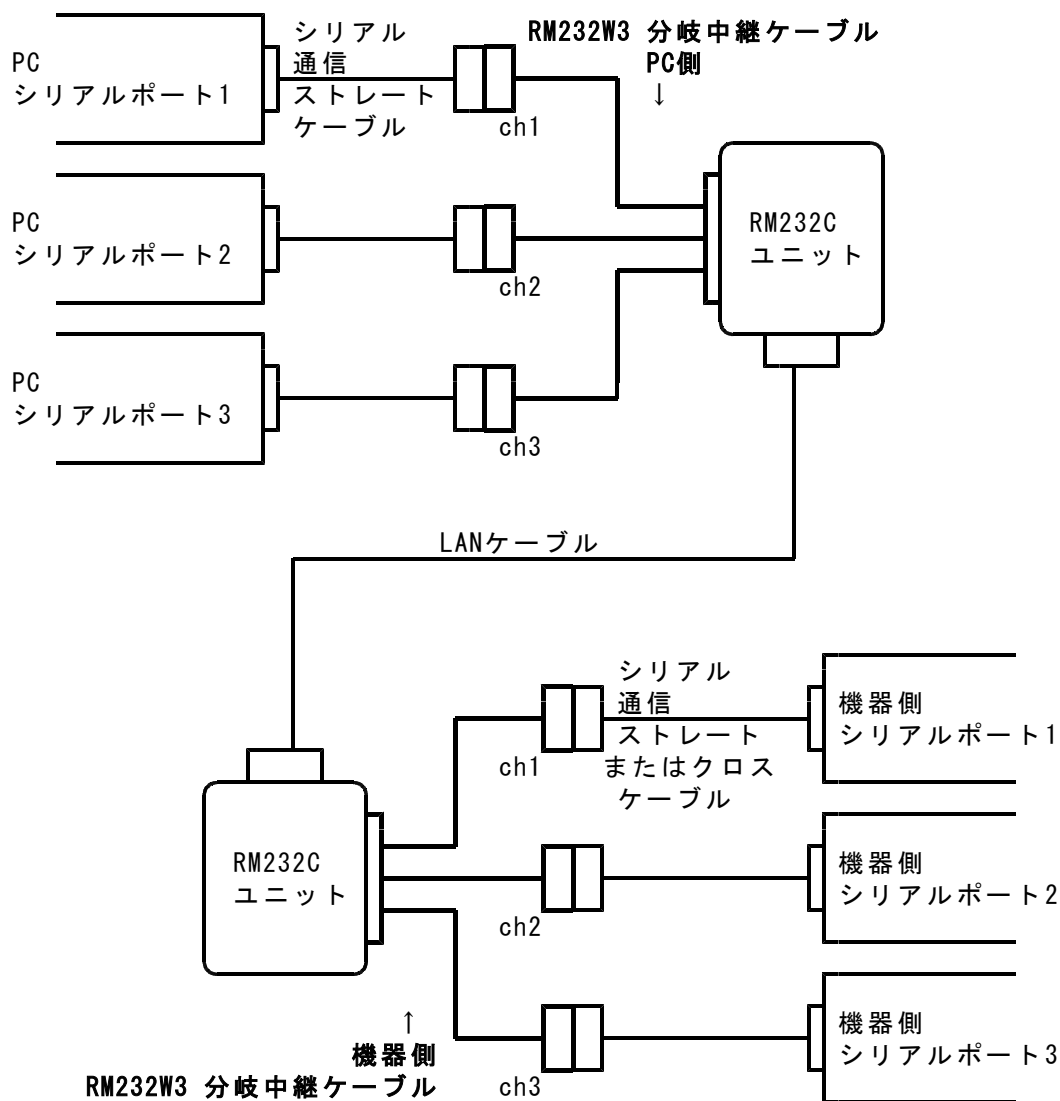 RM232W3 分岐中継ケーブル
PC側
↓
PC
シリアルポート1
シリアル
通信
ストレート
ケーブル
ch1
PC
シリアルポート2
ch2
RM232C
ユニット
PC
シリアルポート3
ch3
LANケーブル
シリアル
通信
ストレート
またはクロス
ケーブル
ch1
機器側
シリアルポート1
RM232C
ユニット
ch2
機器側
シリアルポート2
↑
機器側
RM232W3 分岐中継ケーブル
ch3
機器側
シリアルポート3